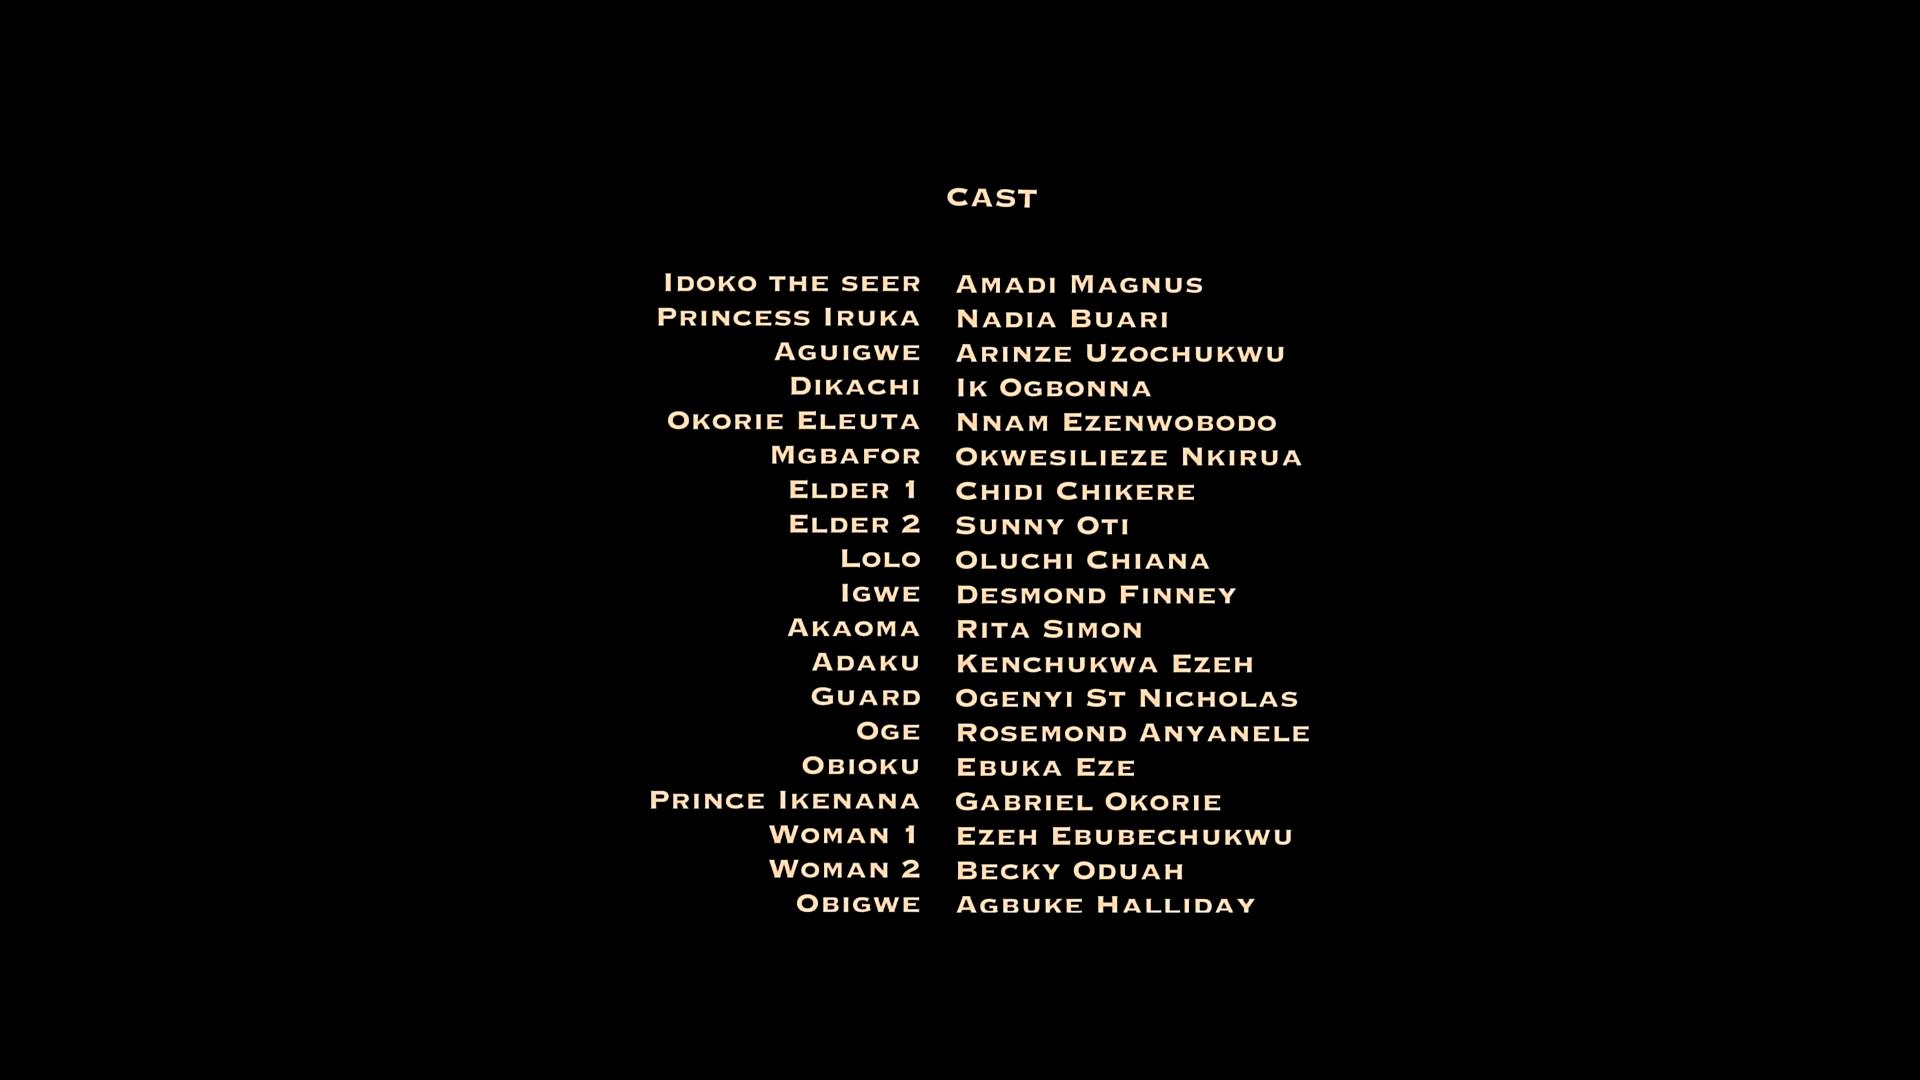 CAST
IDOKO THE SEER AMADI MAGNUS
PRINCESS IRUKA NADIA BUARI
AGUIGWE ARINZE UZOCHUKWU
DIKACHI IK OGBONNA
OKORIE ELEUTA NNAM EZENWOBODO
MGBAFOR OKWESILIEZE NKIRUA
ELDER 1 CHIDI CHIKERE
ELDER 2 SUNNY OTI
LOLO OLUCHI CHIANA
IGWE DESMOND FINNEY
AKAOMA RITA SIMON
ADAKU KENCHUKWA EZEH
GUARD OGENYI ST NICHOLAS
OGE ROSEMOND ANYANELE
OBIOKU EBUKA EZE
PRINCE IKENANA GABRIEL OKORIE
WOMAN 1 EZEH EBUBECHUKWU
WOMAN 2 BECKY ODUAH
OBIGWE AGBUKE HALLIDAY